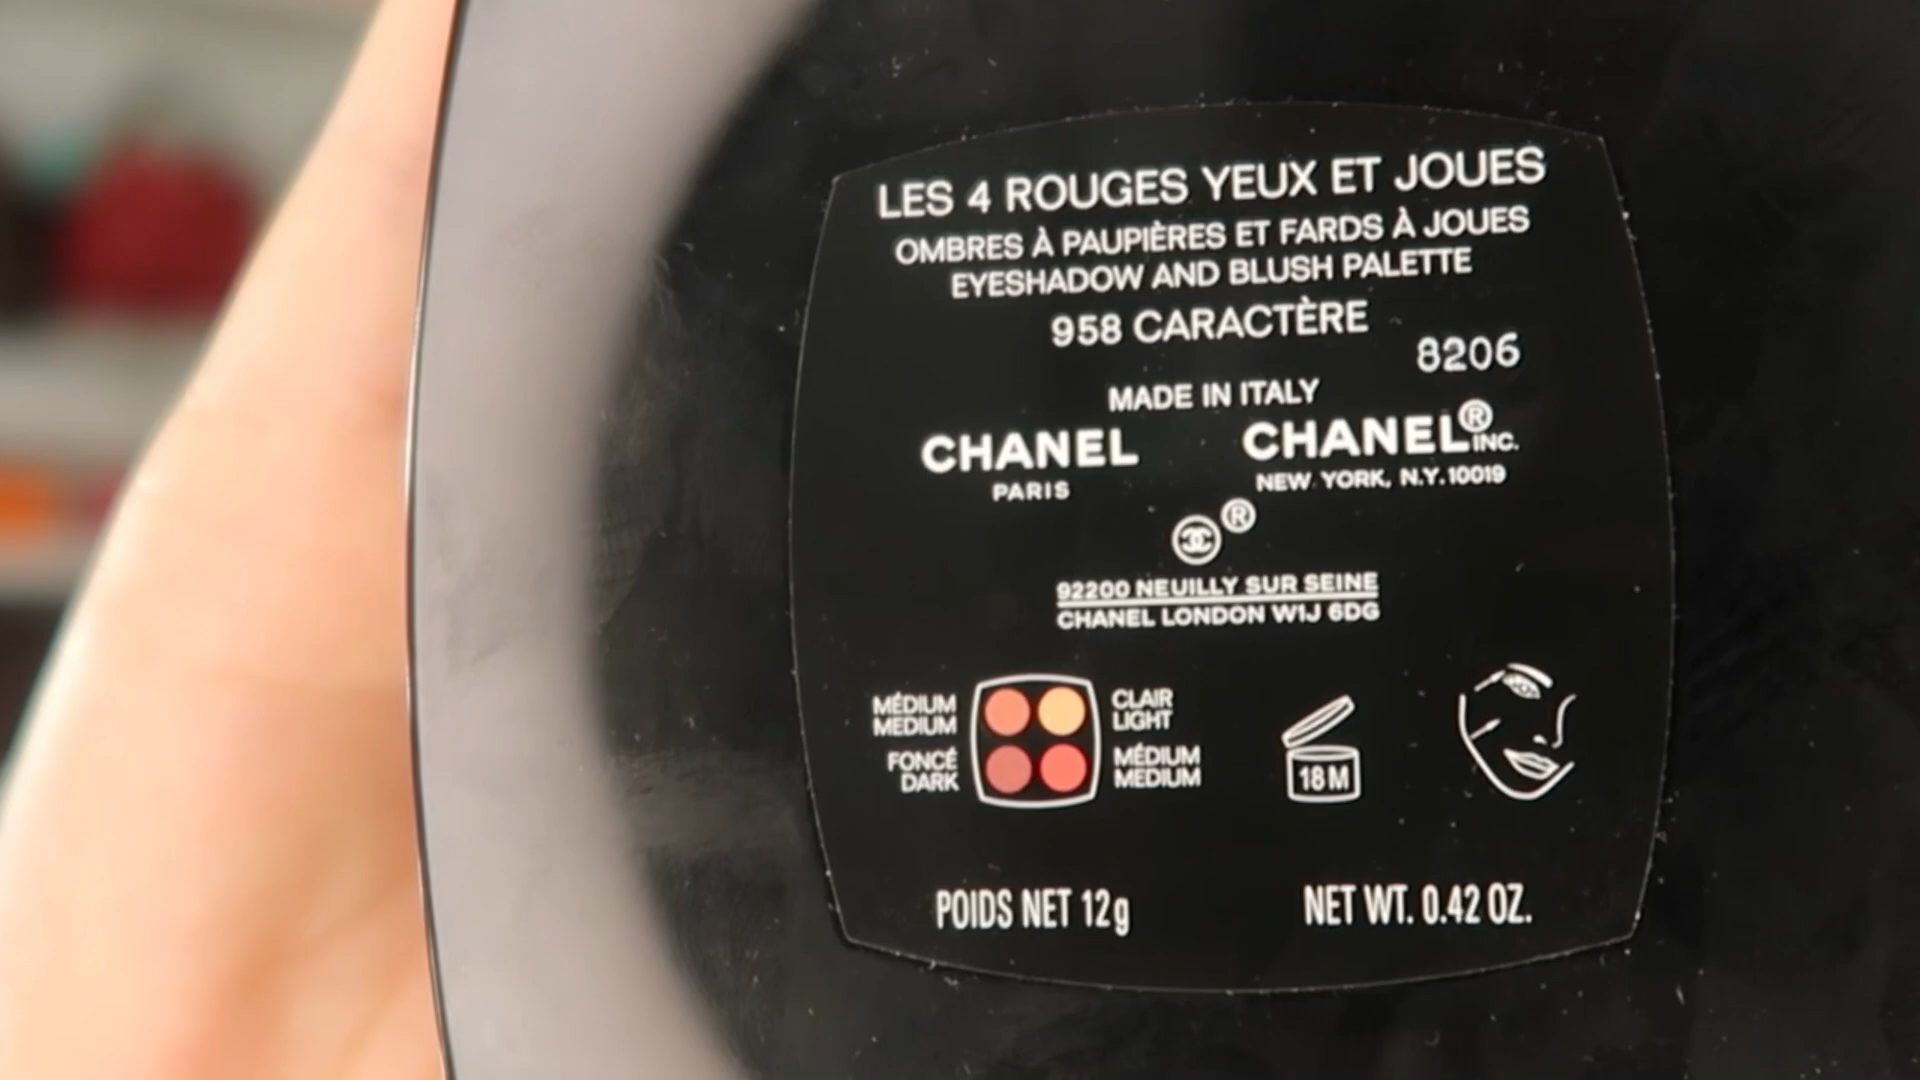 LES 4 ROUGES YEUX ET JOUES
OMBRES À PAUPIÈRES ET FARDS À JOUES
EYESHADOW AND BLUSH PALETTE
958 CARACTÈRE
8206
MADE IN ITALY
CHANEL
PARIS
CHANEL® INC.
NEW YORK, N.Y. 10019
®
92200 NEUILLY SUR SEINE
CHANEL LONDON W1J 6DG
MÉDIUM
MEDIUM
CLAIR
LIGHT
FONCÉ
DARK
MÉDIUM
MEDIUM
18M
POIDS NET 12g
NET WT. 0.42 OZ.